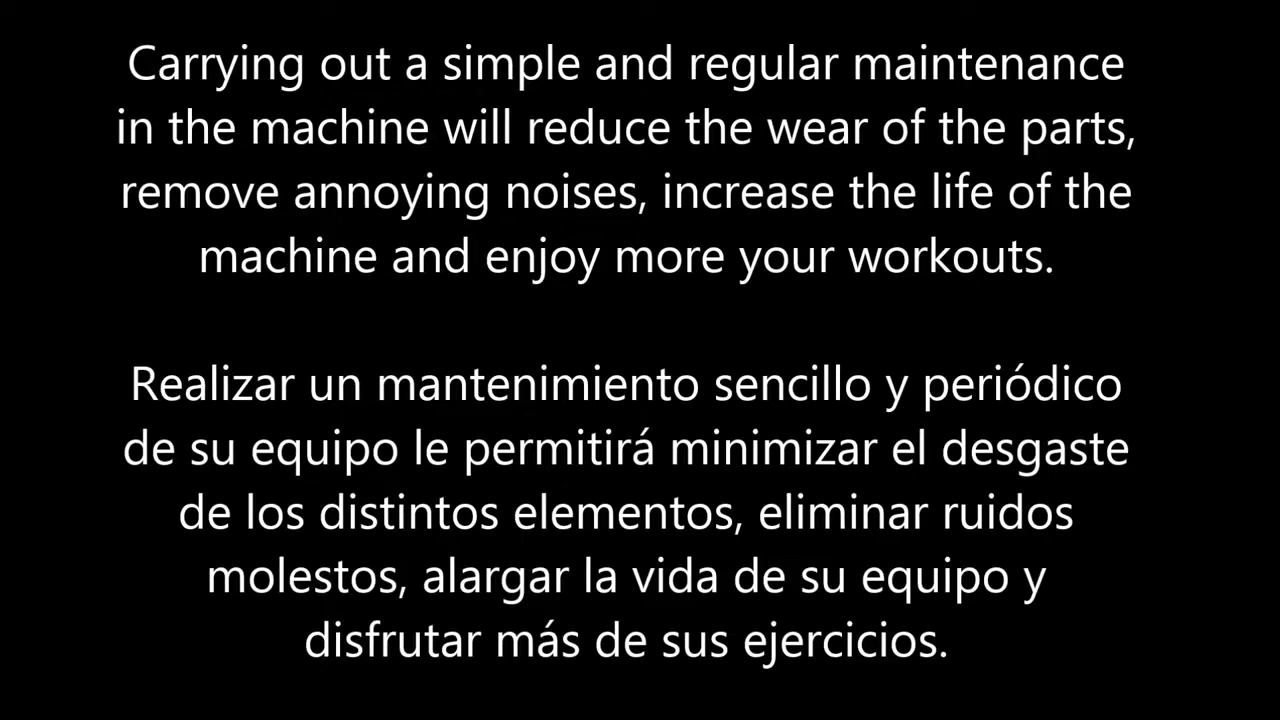 Carrying out a simple and regular maintenance
in the machine will reduce the wear of the parts,
remove annoying noises, increase the life of the
machine and enjoy more your workouts.
Realizar un mantenimiento sencillo y periódico
de su equipo le permitirá minimizar el desgaste
de los distintos elementos, eliminar ruidos
molestos, alargar la vida de su equipo y
disfrutar más de sus ejercicios.